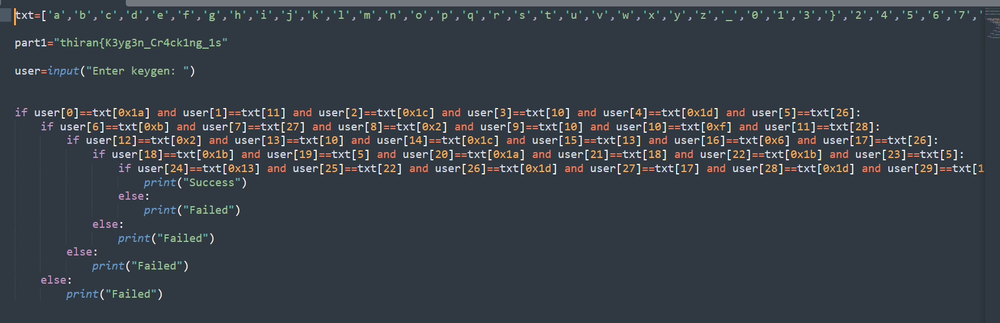 txt=['a','b','c','d','e','f','g','h','i','j','k','l','m','n','o','p','q','r','s','t','u','v','w','x','y','z','_','0','1','3','}','2','4','5','6','7','
part1="thiran{K3yg3n_Cr4ck1ng_1s"
user=input("Enter keygen: ")
if user[0]==txt[0x1a] and user[1]==txt[11] and user[2]==txt[0x1c] and user[3]==txt[10] and user[4]==txt[0x1d] and user[5]==txt[26]:
if user[6]==txt[0xb] and user[7]==txt[27] and user[8]==txt[0x2] and user[9]==txt[10] and user[10]==txt[0xf] and user[11]==txt[28]:
if user[12]==txt[0x2] and user[13]==txt[10] and user[14]==txt[0x1c] and user[15]==txt[13] and user[16]==txt[0x6] and user[17]==txt[26]:
if user[18]==txt[0x1b] and user[19]==txt[5] and user[20]==txt[0x1a] and user[21]==txt[18] and user[22]==txt[0x1b] and user[23]==txt[5]:
if user[24]==txt[0x13] and user[25]==txt[22] and user[26]==txt[0x1d] and user[27]==txt[17] and user[28]==txt[0x1d] and user[29]==txt[1
print("Success")
else:
print("Failed")
else:
print("Failed")
else:
print("Failed")
else:
print("Failed")